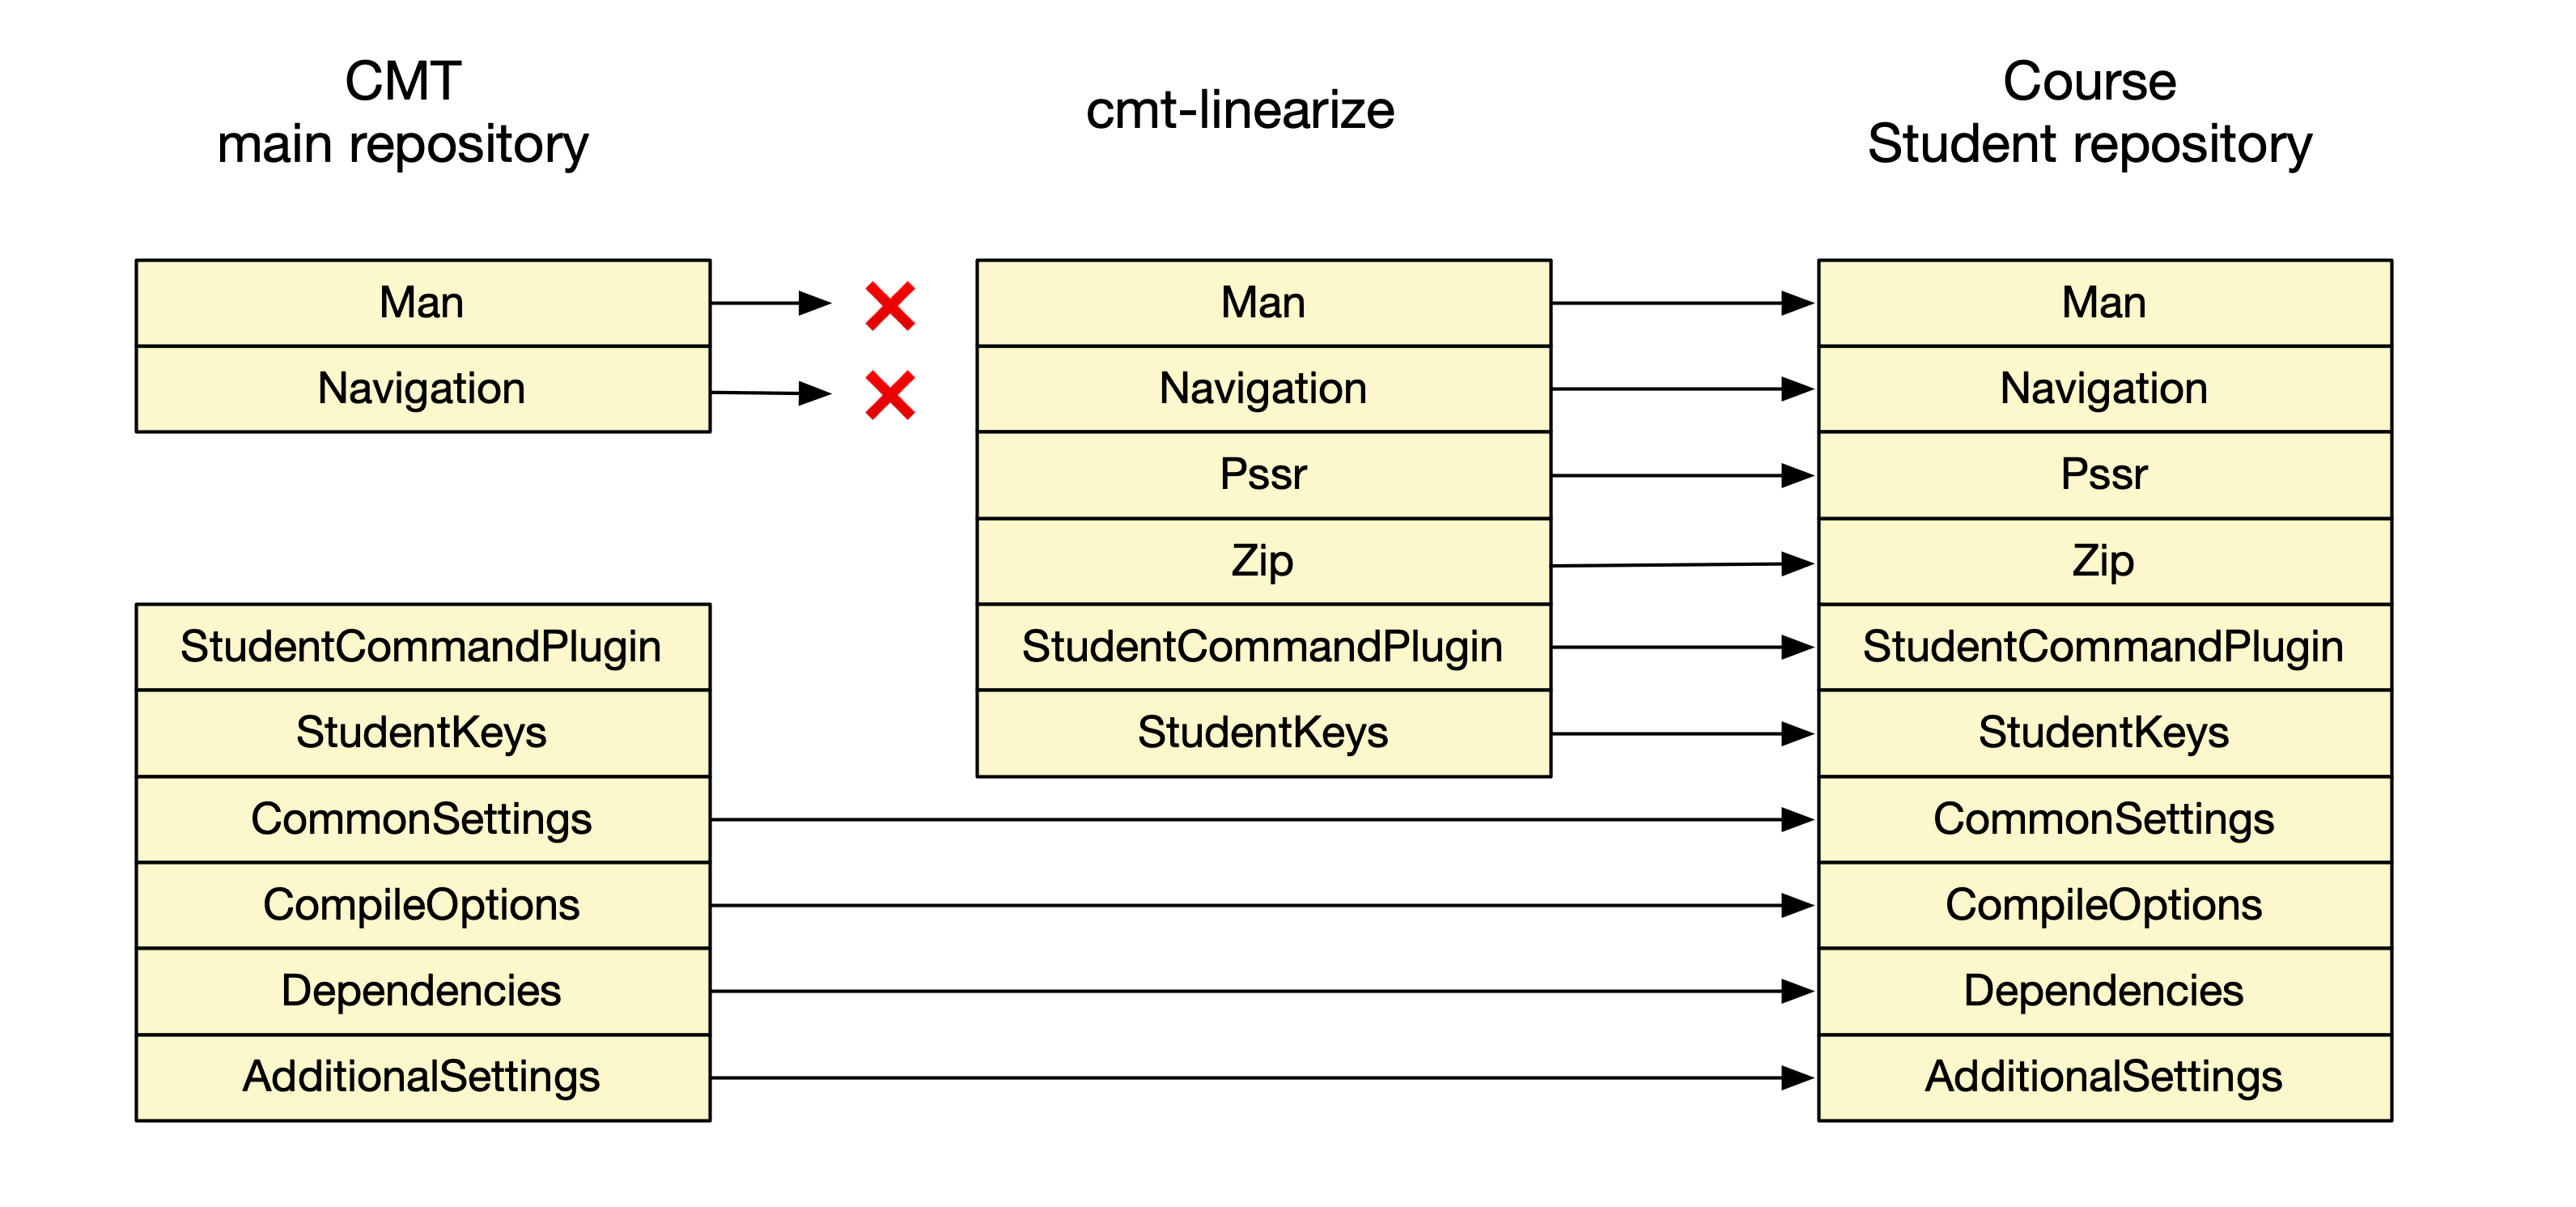 CMT
main repository
cmt-linearize
Course
Student repository
Man
Navigation
StudentCommandPlugin
StudentKeys
CommonSettings
CompileOptions
Dependencies
AdditionalSettings
Man
Navigation
Pssr
Zip
StudentCommandPlugin
StudentKeys
Man
Navigation
Pssr
Zip
StudentCommandPlugin
StudentKeys
CommonSettings
CompileOptions
Dependencies
AdditionalSettings